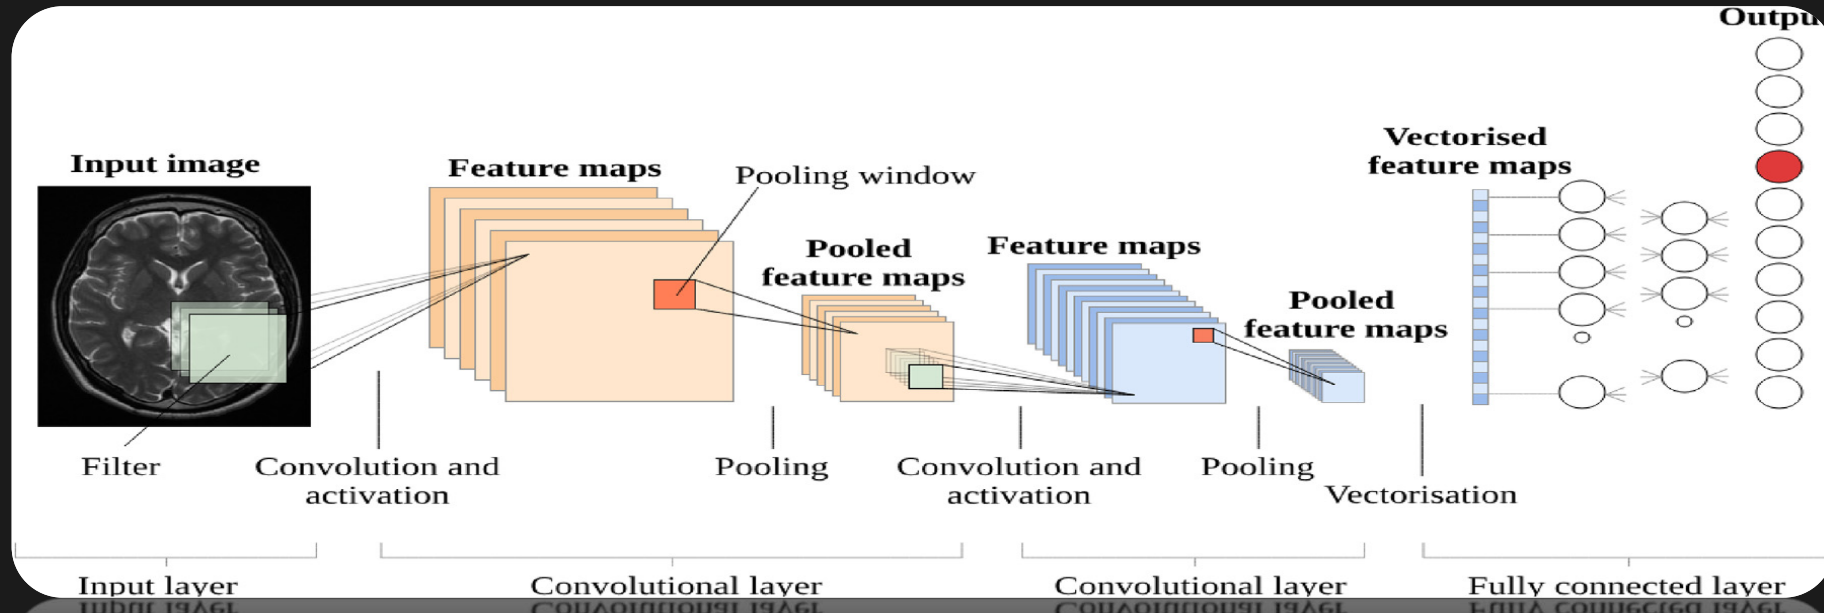 Outpu
Input image
Feature maps
Pooling window
Vectorised
feature maps
Pooled
feature maps
Feature maps
Pooled
feature maps
Filter
Convolution and
activation
Pooling
Convolution and
activation
Pooling
Vectorisation
Input layer
Convolutional layer
Convolutional layer
Fully connected layer